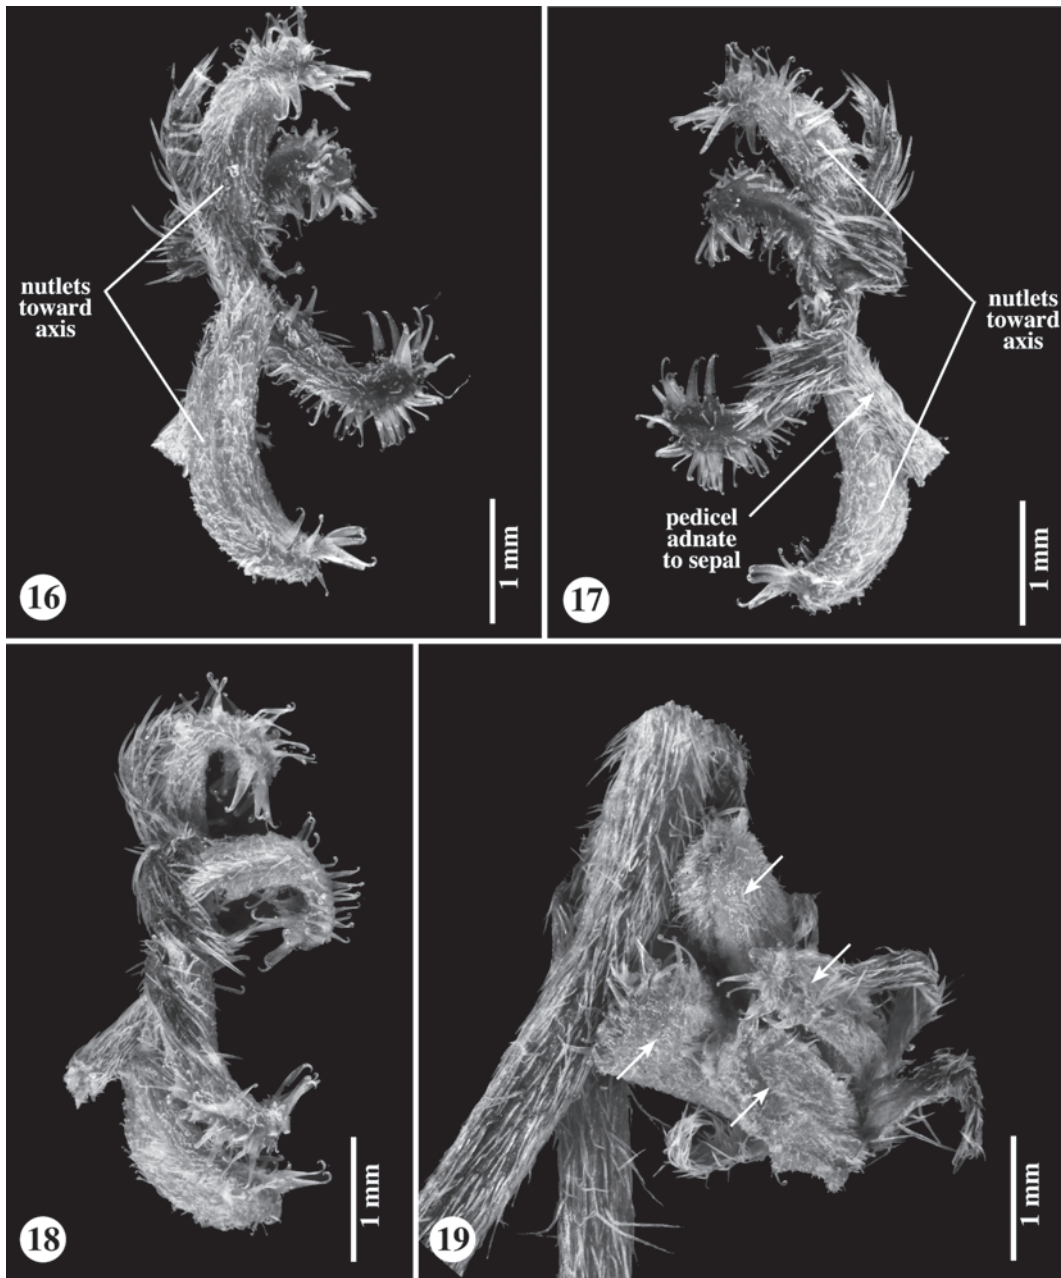 nutlets
toward
axis
1 mm
16
nutlets
toward
axis
pedicel
adnate
to sepal
1 mm
17
1 mm
18
1 mm
19